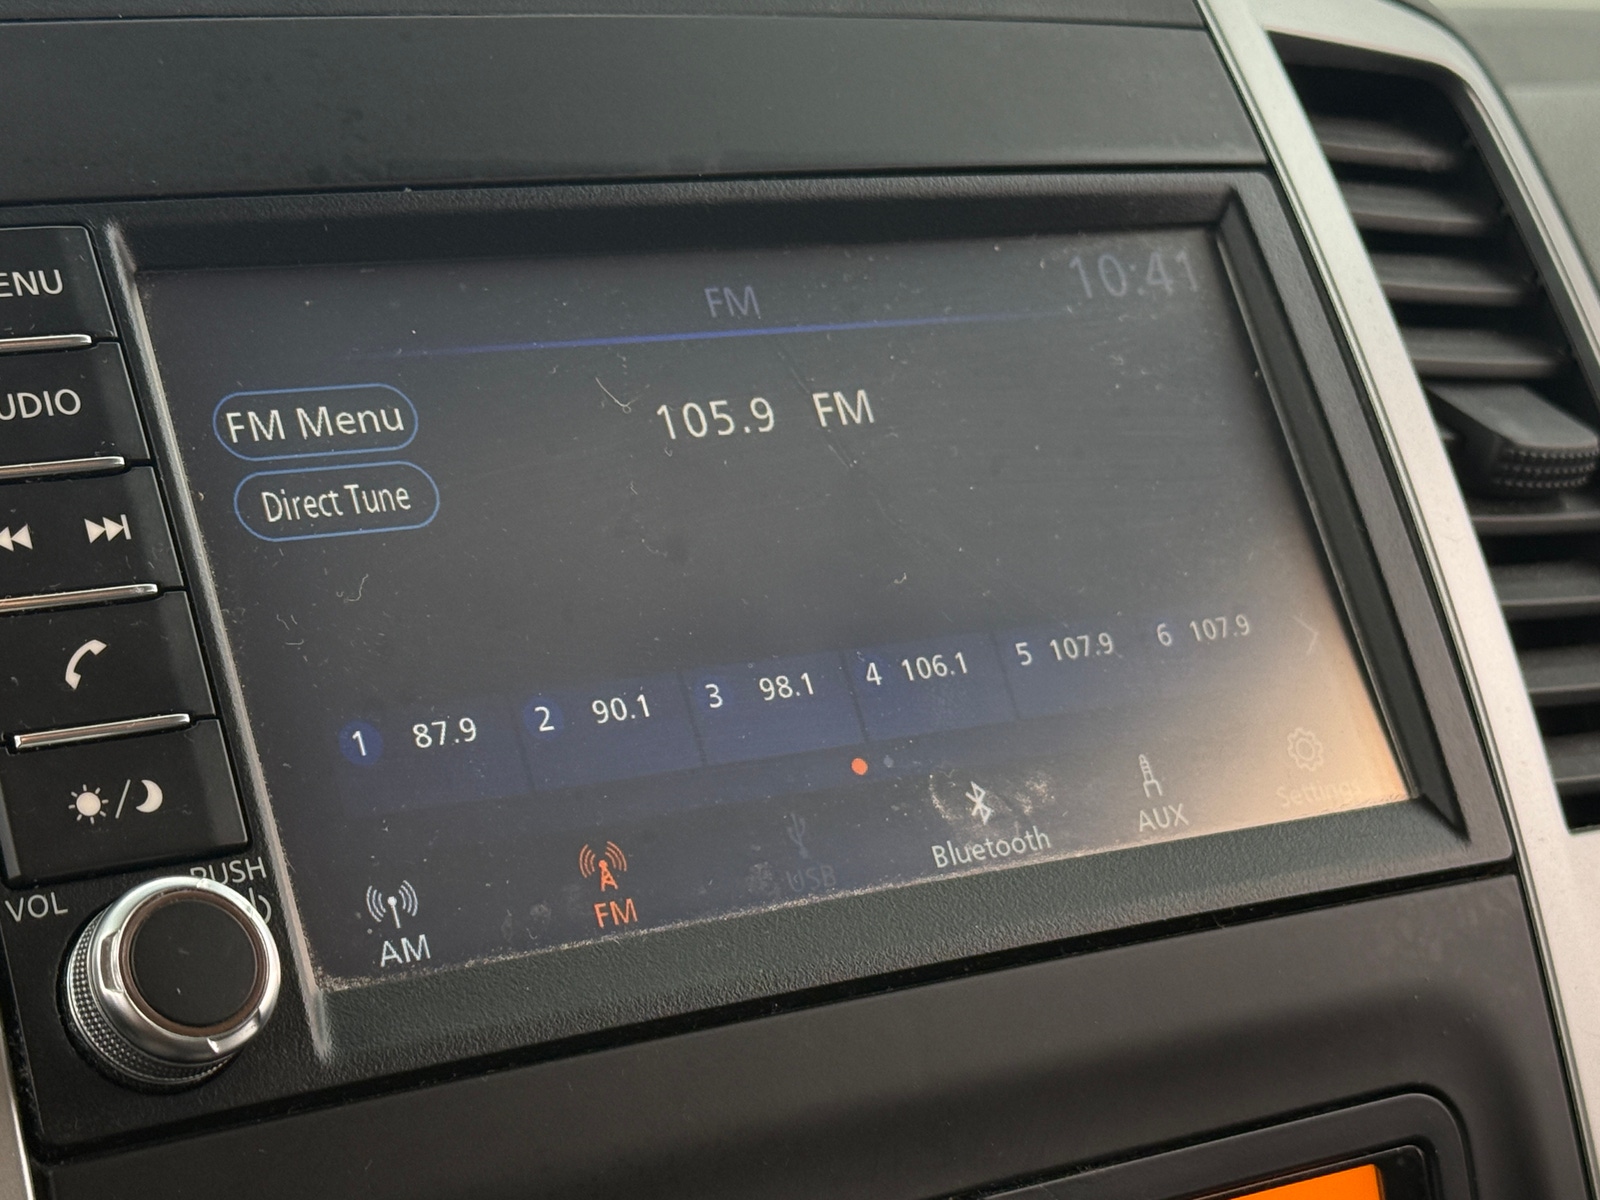 FM
10:41
ENU
UDIO
FM Menu
105.9 FM
Direct Tune
1 87.9
2 90.1
3 98.1
4 106.1
5 107.9
6 107.9
PUSH
VOL
AM
FM
USB
Bluetooth
AUX
Settings